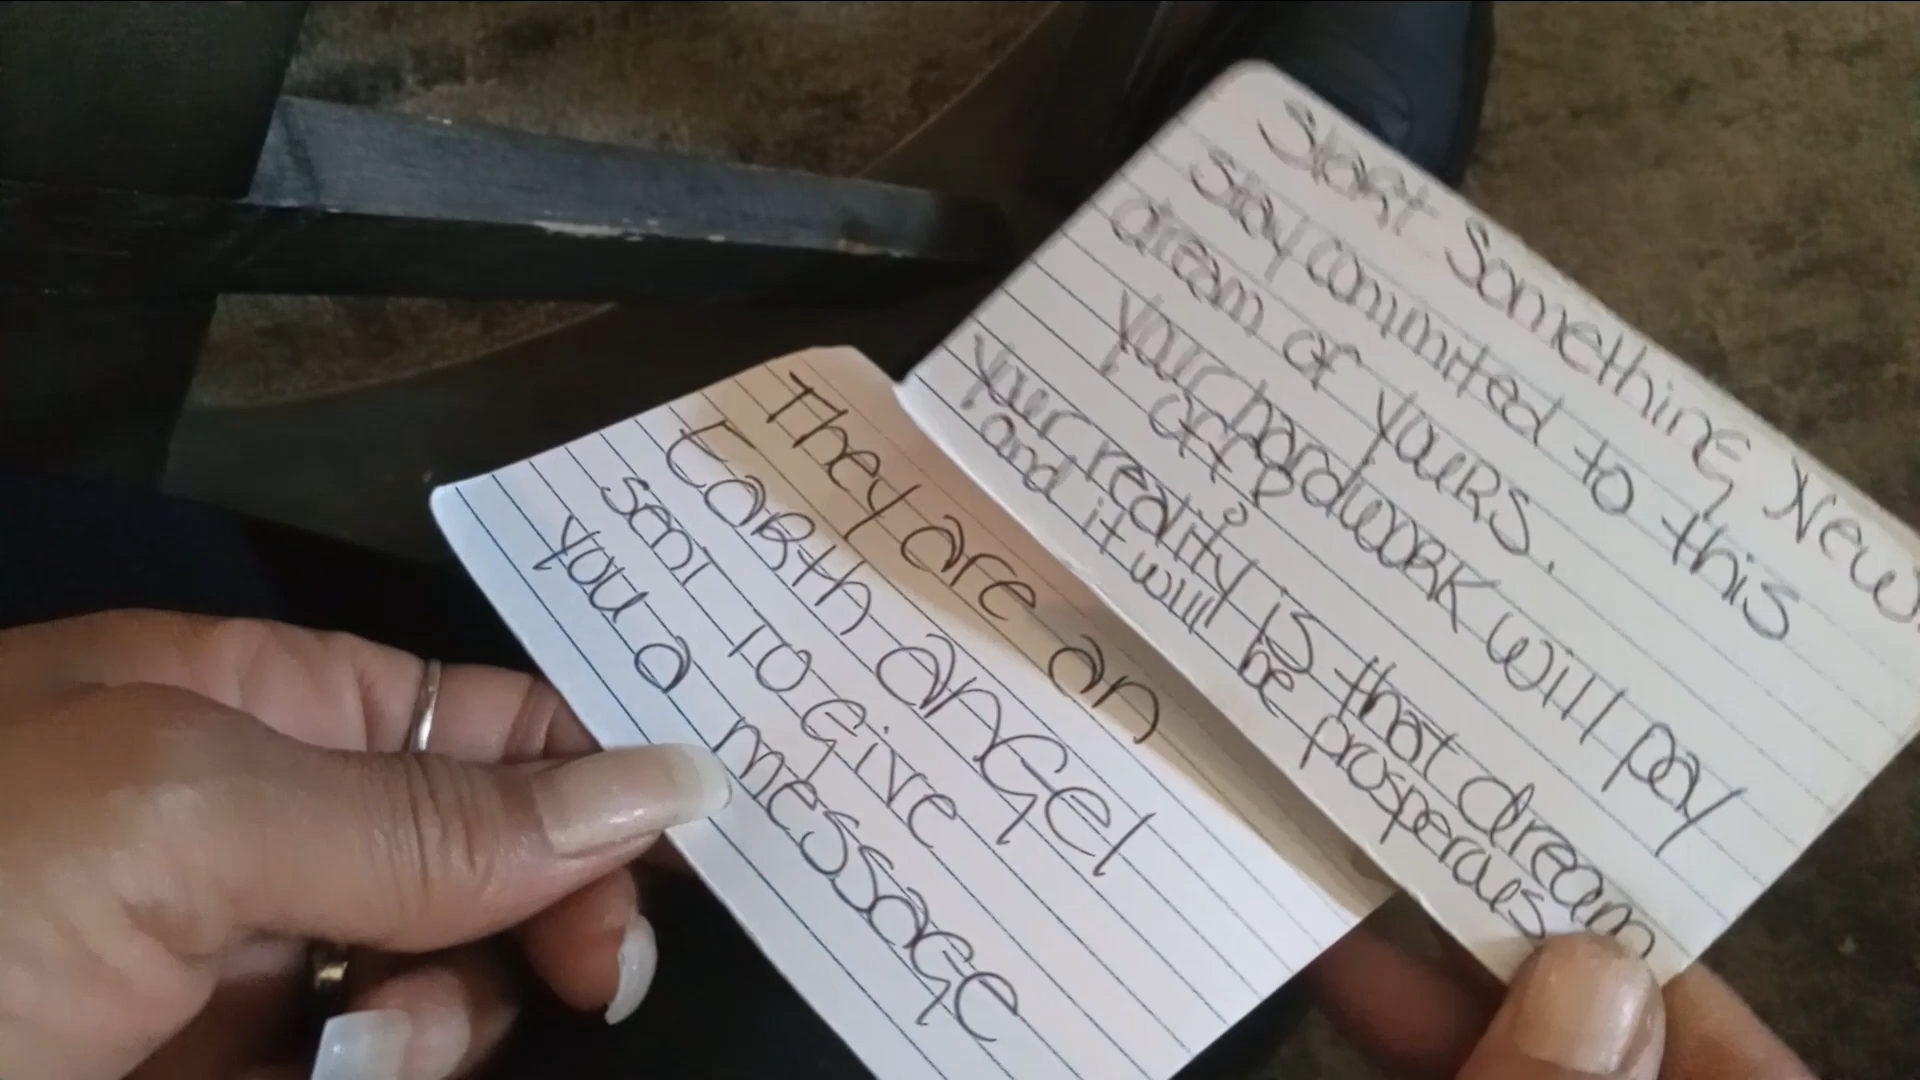 They are an
Earth angel
sent to give
you a message
Start Something New.
Stay committed to this
dream of yours.
Your hardwork will pay
off?
your reality is that dream
and it will be prosperous